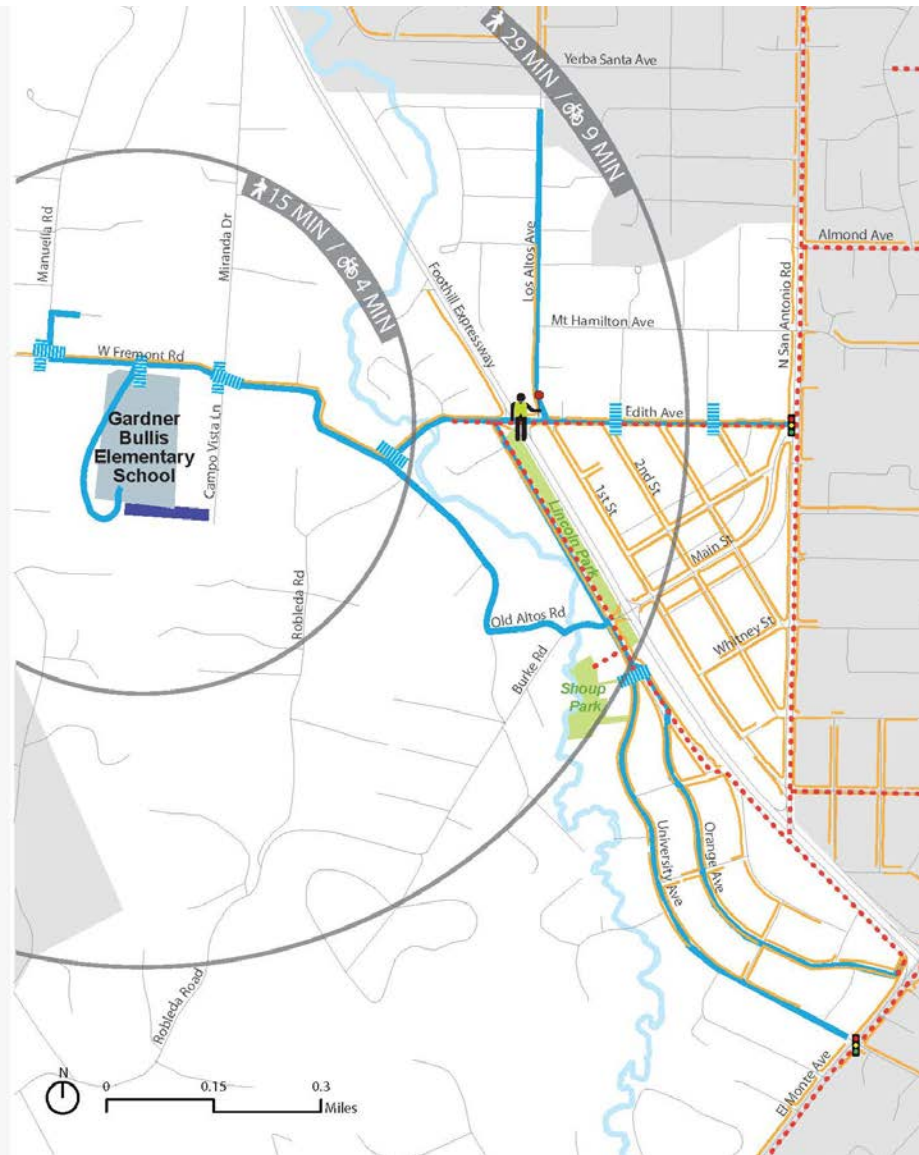 Yerba Santa Ave
29 MIN / 9 MIN
Manuella Rd
Miranda Dr
15 MIN / 4 MIN
Foothill Expressway
Los Altos Ave
N San Antonio Rd
Almond Ave
Mt Hamilton Ave
W Fremont Rd
Edith Ave
Gardner
Bullis
Elementary
School
Campo Vista Ln
1st St
2nd St
Lincoln Park
Main St
Robleda Rd
Old Altos Rd
Burke Rd
Whitney St
Shoup
Park
University Ave
Orange Ave
Robleda Road
El Monte Ave
N
0 0.15 0.3
Miles